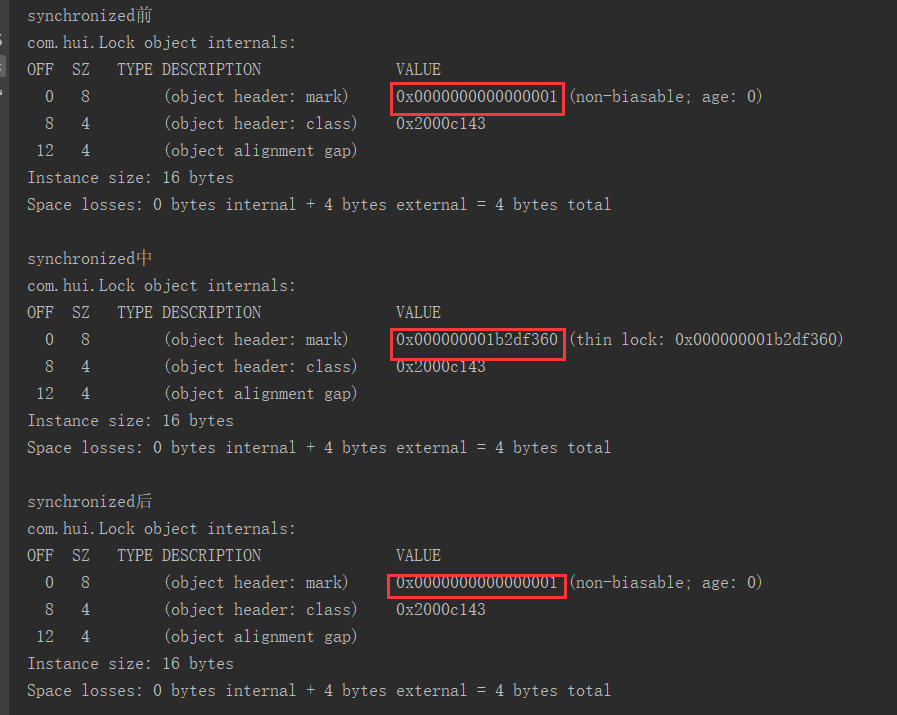 synchronized前
com.hui.Lock object internals:
OFF  SZ   TYPE DESCRIPTION               VALUE
  0   8        (object header: mark)     0x0000000000000001 (non-biasable; age: 0)
  8   4        (object header: class)    0x2000c143
 12   4        (object alignment gap)
Instance size: 16 bytes
Space losses: 0 bytes internal + 4 bytes external = 4 bytes total

synchronized中
com.hui.Lock object internals:
OFF  SZ   TYPE DESCRIPTION               VALUE
  0   8        (object header: mark)     0x000000001b2df360 (thin lock: 0x000000001b2df360)
  8   4        (object header: class)    0x2000c143
 12   4        (object alignment gap)
Instance size: 16 bytes
Space losses: 0 bytes internal + 4 bytes external = 4 bytes total

synchronized后
com.hui.Lock object internals:
OFF  SZ   TYPE DESCRIPTION               VALUE
  0   8        (object header: mark)     0x0000000000000001 (non-biasable; age: 0)
  8   4        (object header: class)    0x2000c143
 12   4        (object alignment gap)
Instance size: 16 bytes
Space losses: 0 bytes internal + 4 bytes external = 4 bytes total